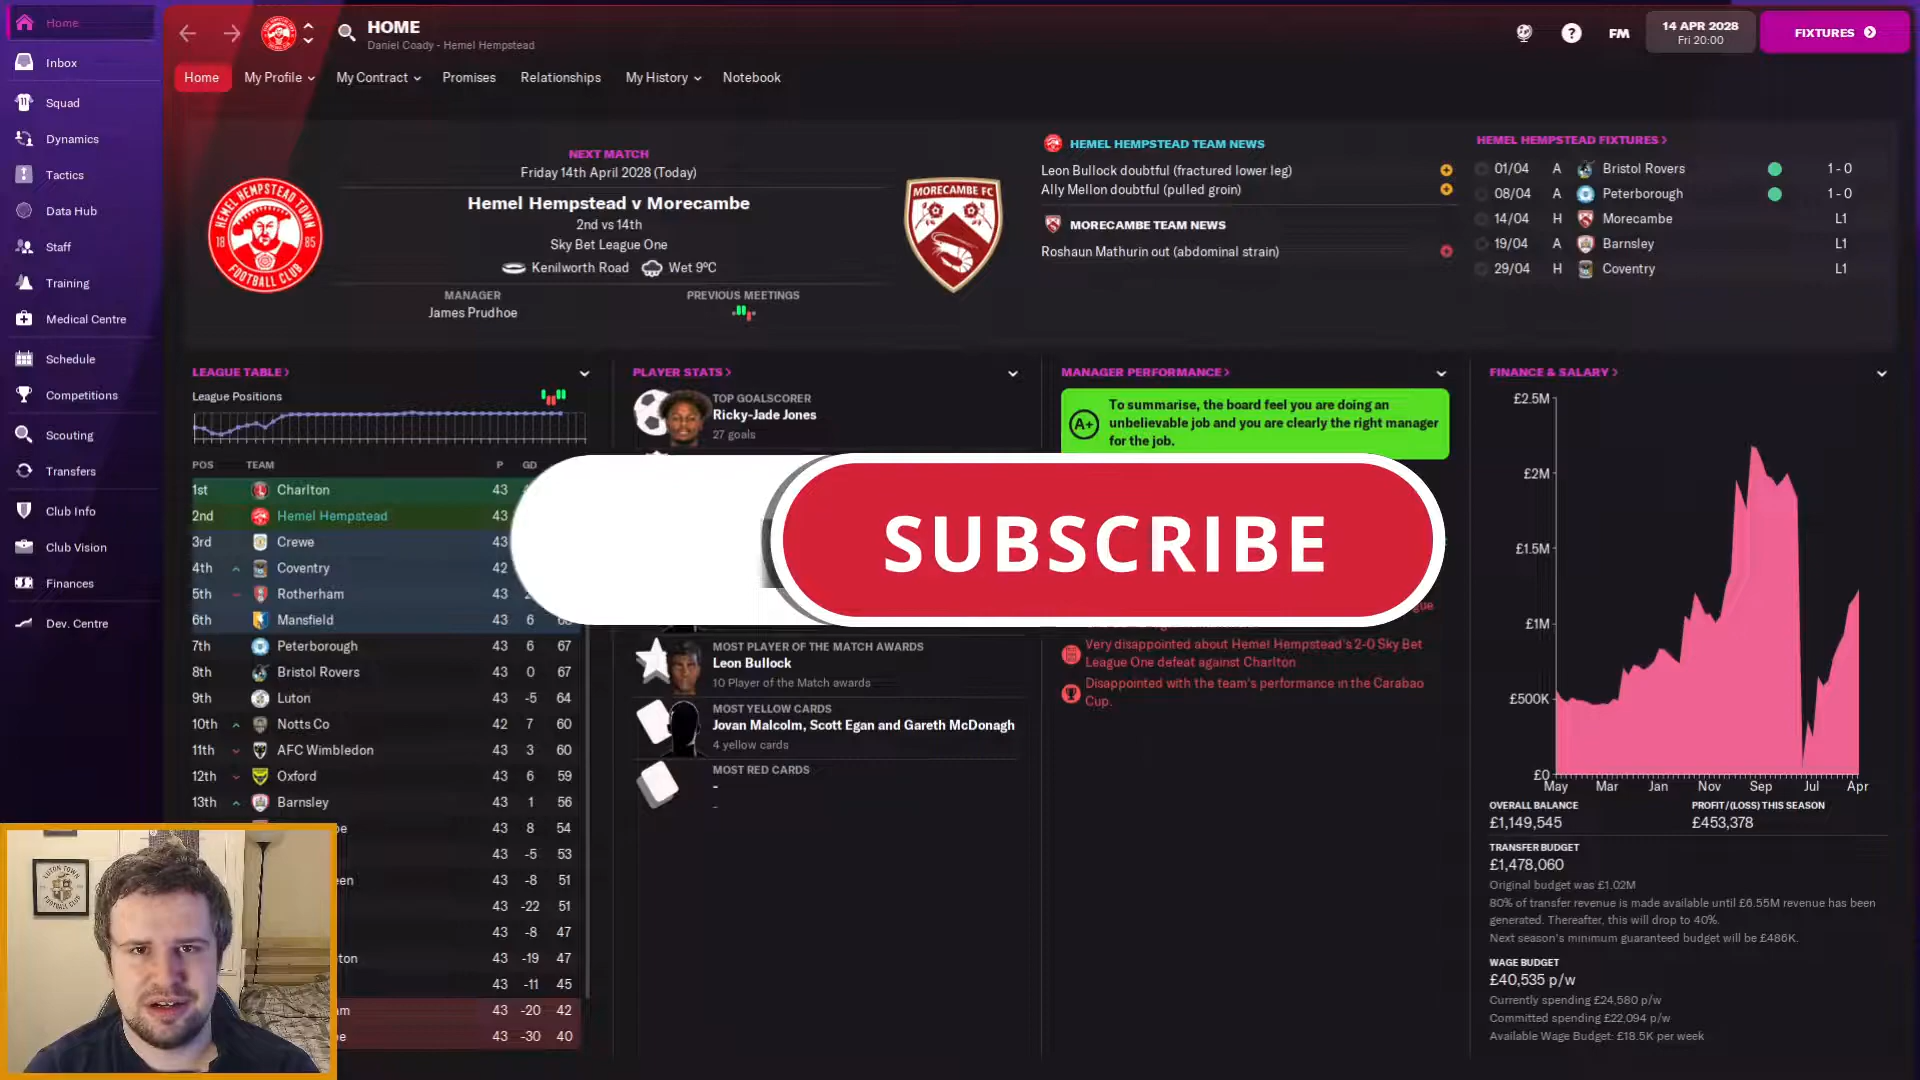 Home
Inbox
Squad
Dynamics
Tactics
Data Hub
Staff
Training
Medical Centre
Schedule
Competitions
Scouting
Transfers
Club Info
Club Vision
Finances
Dev. Centre
HOME
Daniel Coady - Hemel Hempstead
? FM
14 APR 2028
Fri 20:00
FIXTURES
Home My Profile My Contract Promises Relationships My History Notebook
NEXT MATCH
Friday 14th April 2028 (Today)
Hemel Hempstead v Morecambe
2nd vs 14th
Sky Bet League One
Kenilworth Road Wet 9ºC
MANAGER
James Prudhoe
PREVIOUS MEETINGS
HEMEL HEMPSTEAD TOWN
18 85
FOOTBALL CLUB
MORECAMBE FC
HEMEL HEMPSTEAD TEAM NEWS
Leon Bullock doubtful (fractured lower leg)
Ally Mellon doubtful (pulled groin)
MORECAMBE TEAM NEWS
Roshaun Mathurin out (abdominal strain)
HEMEL HEMPSTEAD FIXTURES >
01/04 A Bristol Rovers 1 - 0
08/04 A Peterborough 1 - 0
14/04 H Morecambe L1
19/04 A Barnsley L1
29/04 H Coventry L1
LEAGUE TABLE >
League Positions
POS TEAM P GD
1st Charlton 43
2nd Hemel Hempstead 43
3rd Crewe 43
4th Coventry 42
5th Rotherham 43
6th Mansfield 43 6
7th Peterborough 43 6 67
8th Bristol Rovers 43 0 67
9th Luton 43 -5 64
10th Notts Co 42 7 60
11th AFC Wimbledon 43 3 60
12th Oxford 43 6 59
13th Barnsley 43 1 56
be 43 8 54
43 -5 53
een 43 -8 51
43 -22 51
43 -8 47
ton 43 -19 47
43 -11 45
m 43 -20 42
e 43 -30 40
PLAYER STATS >
TOP GOALSCORER
Ricky-Jade Jones
27 goals
MOST PLAYER OF THE MATCH AWARDS
Leon Bullock
10 Player of the Match awards
MOST YELLOW CARDS
Jovan Malcolm, Scott Egan and Gareth McDonagh
4 yellow cards
MOST RED CARDS
-
-
MANAGER PERFORMANCE >
A+
To summarise, the board feel you are doing an
unbelievable job and you are clearly the right manager
for the job.
SUBSCRIBE
Very disappointed about Hemel Hempstead's 2-0 Sky Bet
League One defeat against Charlton
Disappointed with the team's performance in the Carabao
Cup.
FINANCE & SALARY >
£2.5M
£2M
£1.5M
£1M
£500K
£0
May Mar Jan Nov Sep Jul Apr
OVERALL BALANCE
£1,149,545
PROFIT/(LOSS) THIS SEASON
£453,378
TRANSFER BUDGET
£1,478,060
Original budget was £1.02M
80% of transfer revenue is made available until £6.55M revenue has been
generated. Thereafter, this will drop to 40%.
Next season's minimum guaranteed budget will be £486K.
WAGE BUDGET
£40,535 p/w
Currently spending £24,580 p/w
Committed spending £22,094 p/w
Available Wage Budget: £18.5K per week
LUTON TOWN
FOOTBALL CLUB